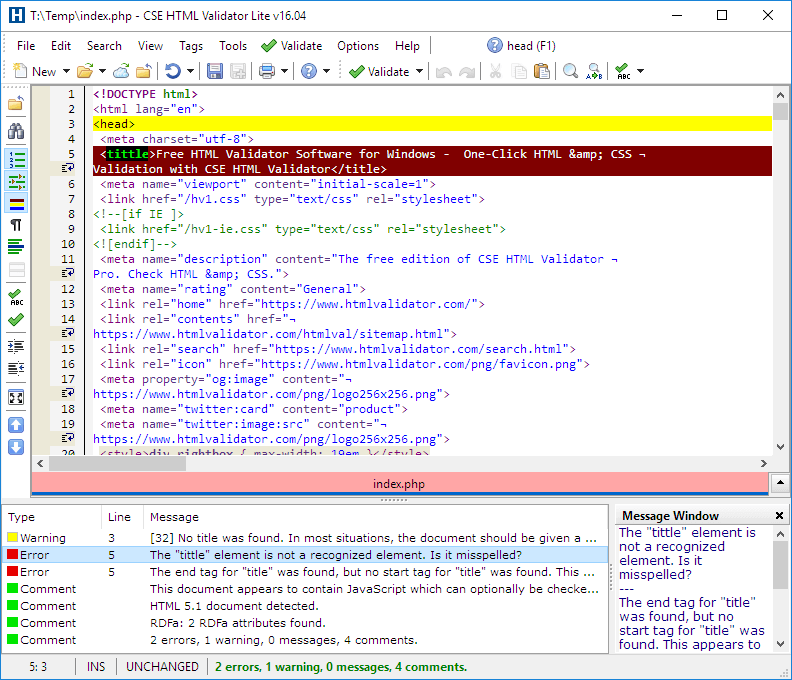 T:\Temp\index.php - CSE HTML Validator Lite v16.04
File Edit Search View Tags Tools Validate Options Help head (F1)
New Validate
1 <!DOCTYPE html>
2 <html lang="en">
3 <head>
4 <meta charset="utf-8">
5 <tittle>Free HTML Validator Software for Windows - One-Click HTML &amp; CSS ¬
Validation with CSE HTML Validator</title>
6 <meta name="viewport" content="initial-scale=1">
7 <link href="/hv1.css" type="text/css" rel="stylesheet">
8 <!--[if IE ]>
9 <link href="/hv1-ie.css" type="text/css" rel="stylesheet">
10 <![endif]-->
11 <meta name="description" content="The free edition of CSE HTML Validator ¬
Pro. Check HTML &amp; CSS.">
12 <meta name="rating" content="General">
13 <link rel="home" href="https://www.htmlvalidator.com/">
14 <link rel="contents" href="¬
https://www.htmlvalidator.com/htmlval/sitemap.html">
15 <link rel="search" href="https://www.htmlvalidator.com/search.html">
16 <link rel="icon" href="https://www.htmlvalidator.com/png/favicon.png">
17 <meta property="og:image" content="¬
https://www.htmlvalidator.com/png/logo256x256.png">
18 <meta name="twitter:card" content="product">
19 <meta name="twitter:image:src" content="¬
https://www.htmlvalidator.com/png/logo256x256.png">
20 <style>div.rightbox { max-width: 19em }</style>
index.php
Type Line Message
Warning 3 [32] No title was found. In most situations, the document should be given a ...
Error 5 The "tittle" element is not a recognized element. Is it misspelled?
Error 5 The end tag for "title" was found, but no start tag for "title" was found. This ...
Comment This document appears to contain JavaScript which can optionally be checke...
Comment HTML 5.1 document detected.
Comment RDFa: 2 RDFa attributes found.
Comment 2 errors, 1 warning, 0 messages, 4 comments.
Message Window
The "tittle" element is
not a recognized
element. Is it
misspelled?
---
The end tag for "title"
was found, but no
start tag for "title" was
found. This appears to
5: 3 INS UNCHANGED 2 errors, 1 warning, 0 messages, 4 comments.